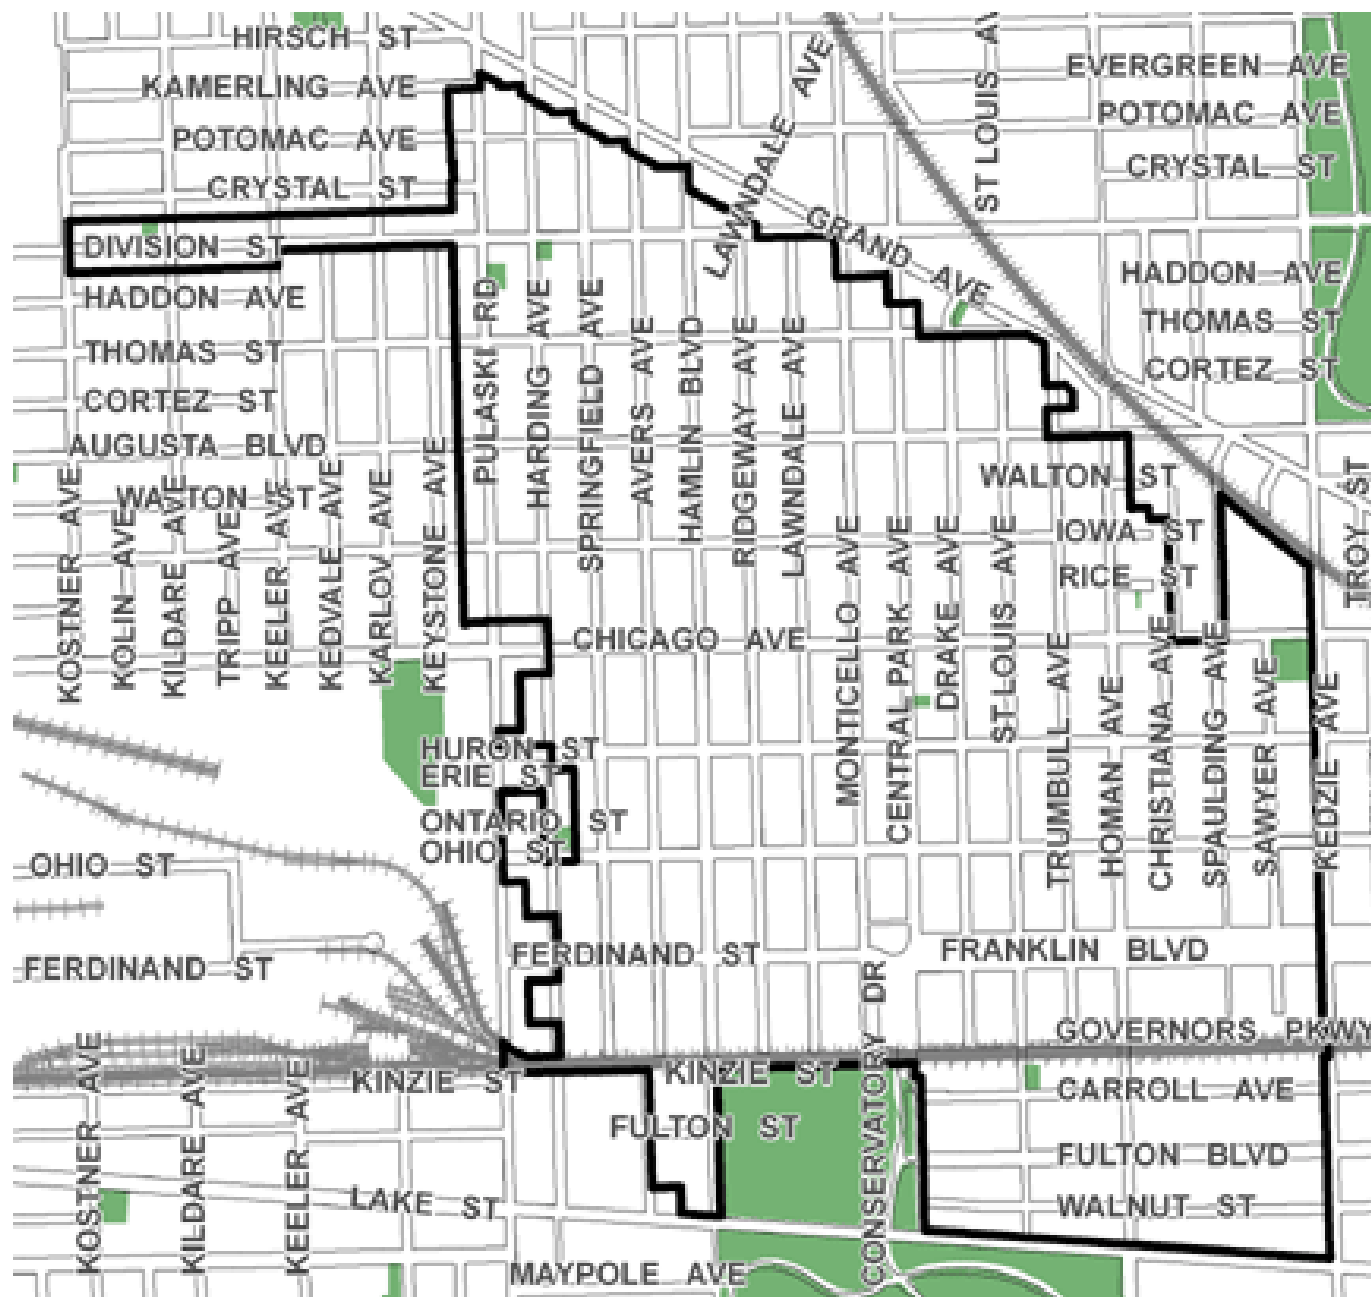 HIRSCH ST
KAMERLING AVE
POTOMAC AVE
CRYSTAL ST
DIVISION ST
HADDON AVE
THOMAS ST
CORTEZ ST
AUGUSTA BLVD
WALTON ST
LAWNDALE AVE
GRAND AVE
ST LOUIS AV
EVERGREEN AVE
POTOMAC AVE
CRYSTAL ST
HADDON AVE
THOMAS ST
CORTEZ ST
WALTON ST
IOWA ST
RICE ST
TROY ST
KOSTNER AVE
KOLIN AVE
KILDARE AVE
TRIPP AVE
KEELER AVE
KEDVALE AVE
KARLOV AVE
KEYSTONE AVE
PULASKI RD
HARDING AVE
SPRINGFIELD AVE
AVERS AVE
HAMLIN BLVD
RIDGEWAY AVE
LAWNDALE AVE
MONTICELLO AVE
CENTRAL PARK AVE
DRAKE AVE
ST LOUIS AVE
TRUMBULL AVE
HOMAN AVE
CHRISTIANA AVE
SPAULDING AVE
SAWYER AVE
KEDZIE AVE
CHICAGO AVE
HURON ST
ERIE ST
ONTARIO ST
OHIO ST
OHIO ST
FERDINAND ST
FERDINAND ST
FRANKLIN BLVD
GOVERNORS PKWY
KINZIE ST
KINZIE ST
CARROLL AVE
FULTON ST
FULTON BLVD
WALNUT ST
LAKE ST
MAYPOLE AVE
KOSTNER AVE
KILDARE AVE
KEELER AVE
CONSERVATORY DR